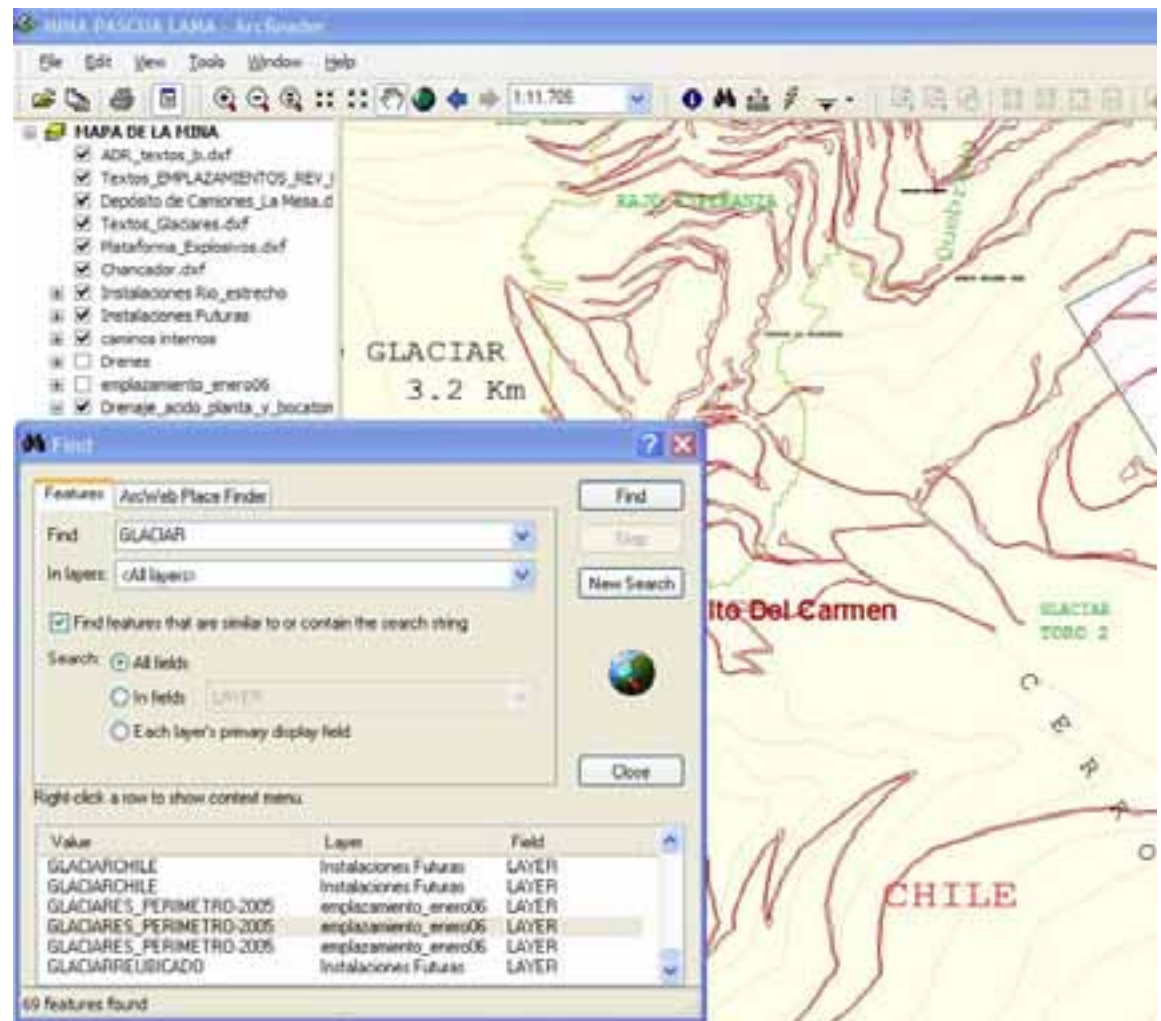 MINA PASCUA LAMA - ArcReader
File Edit View Tools Window Help
1:11.705
MAPA DE LA MINA
ADR_textos_b.dxf
Textos_EMPLAZAMIENTOS_REV_
Depósito de Camiones_La Mesa.d
Textos_Glaciares.dxf
Plataforma_Explosivos.dxf
Chancador.dxf
Instalaciones Rio_estrecho
Instalaciones Futuras
caminos internos
Drenes
emplazamiento_enero06
Drenaje_acido_planta_y_bocatom
RAJO ESPERANZA
GLACIAR
3.2 Km
Find
Features ArcWeb Place Finder
Find GLACIAR
In layers: <All layers>
Find features that are similar to or contain the search string
Search: All fields
In fields LAYER
Each layer's primary display field
Find
Stop
New Search
Close
Right-click a row to show context menu.
Value Layer Field
GLACIARCHILE Instalaciones Futuras LAYER
GLACIARCHILE Instalaciones Futuras LAYER
GLACIARES_PERIMETRO-2005 emplazamiento_enero06 LAYER
GLACIARES_PERIMETRO-2005 emplazamiento_enero06 LAYER
GLACIARES_PERIMETRO-2005 emplazamiento_enero06 LAYER
GLACIARREUBICADO Instalaciones Futuras LAYER
69 features found
ito Del Carmen
GLACIAR
TORO 2
CERRO
CHILE